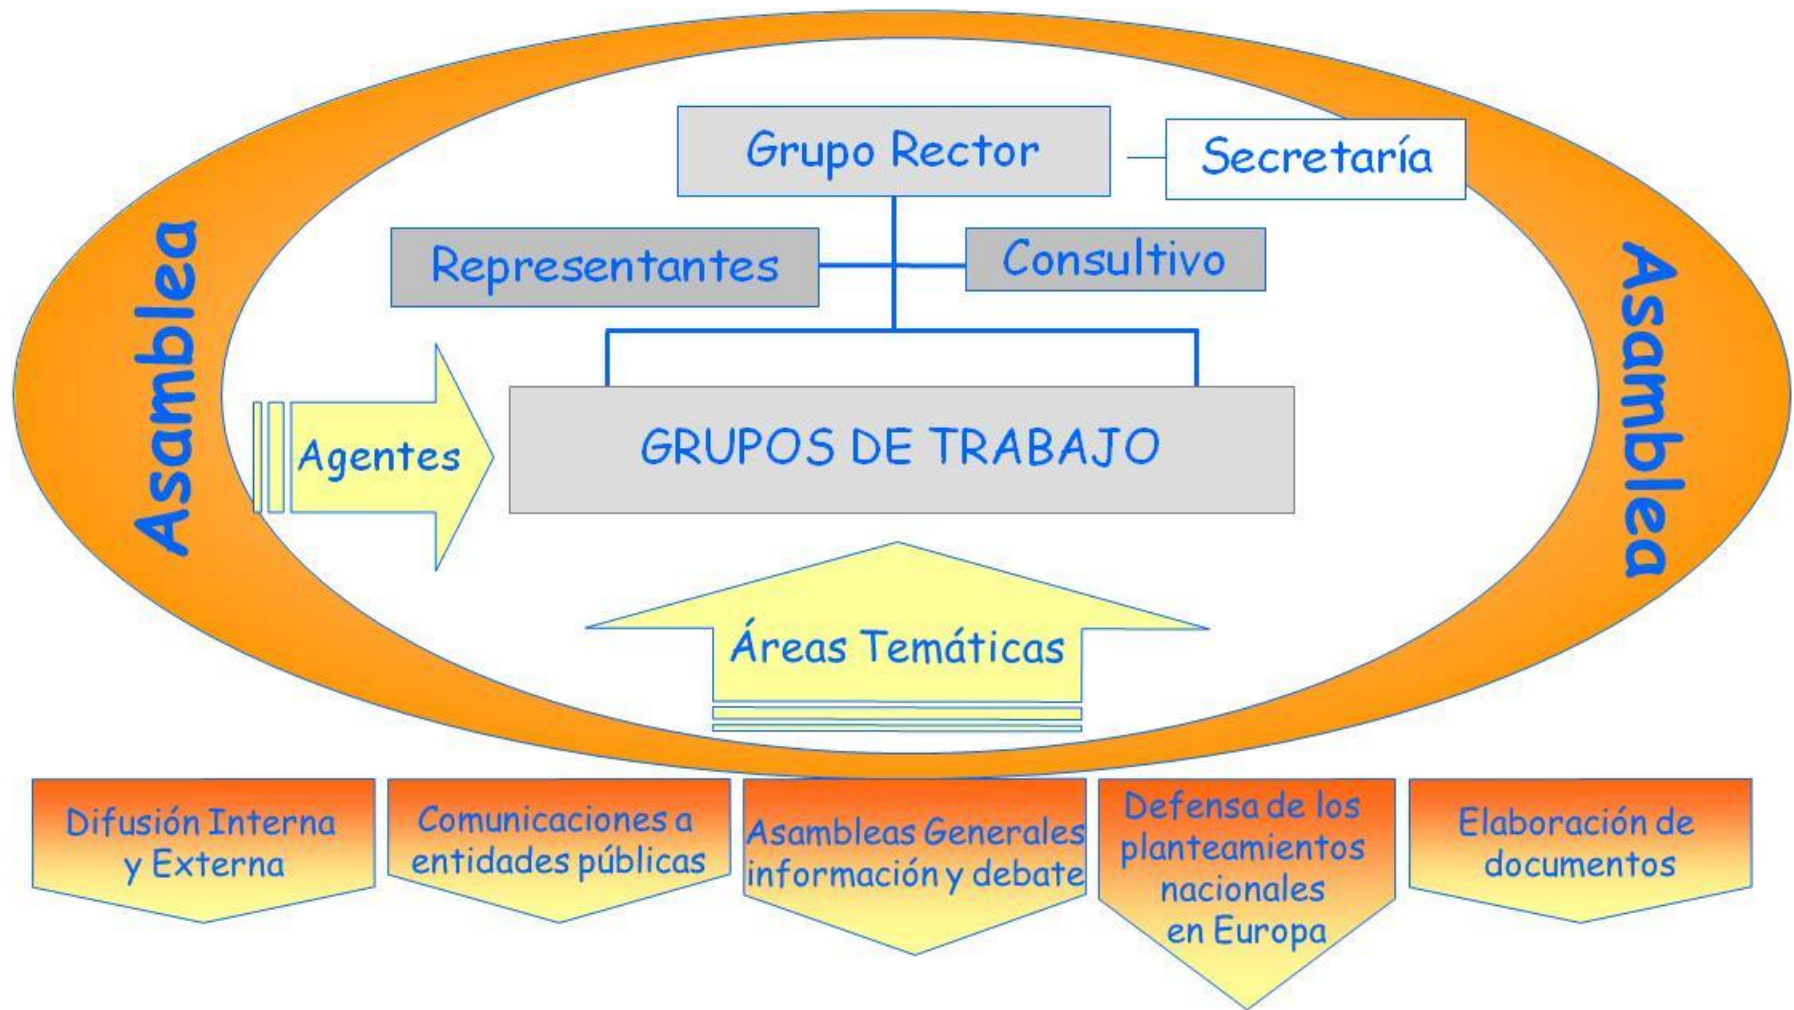 Grupo Rector
Secretaría
Representantes
Consultivo
Asamblea
Asamblea
Agentes
GRUPOS DE TRABAJO
Áreas Temáticas
Difusión Interna
y Externa
Comunicaciones a
entidades públicas
Asambleas Generales
información y debate
Defensa de los
planteamientos
nacionales
en Europa
Elaboración de
documentos